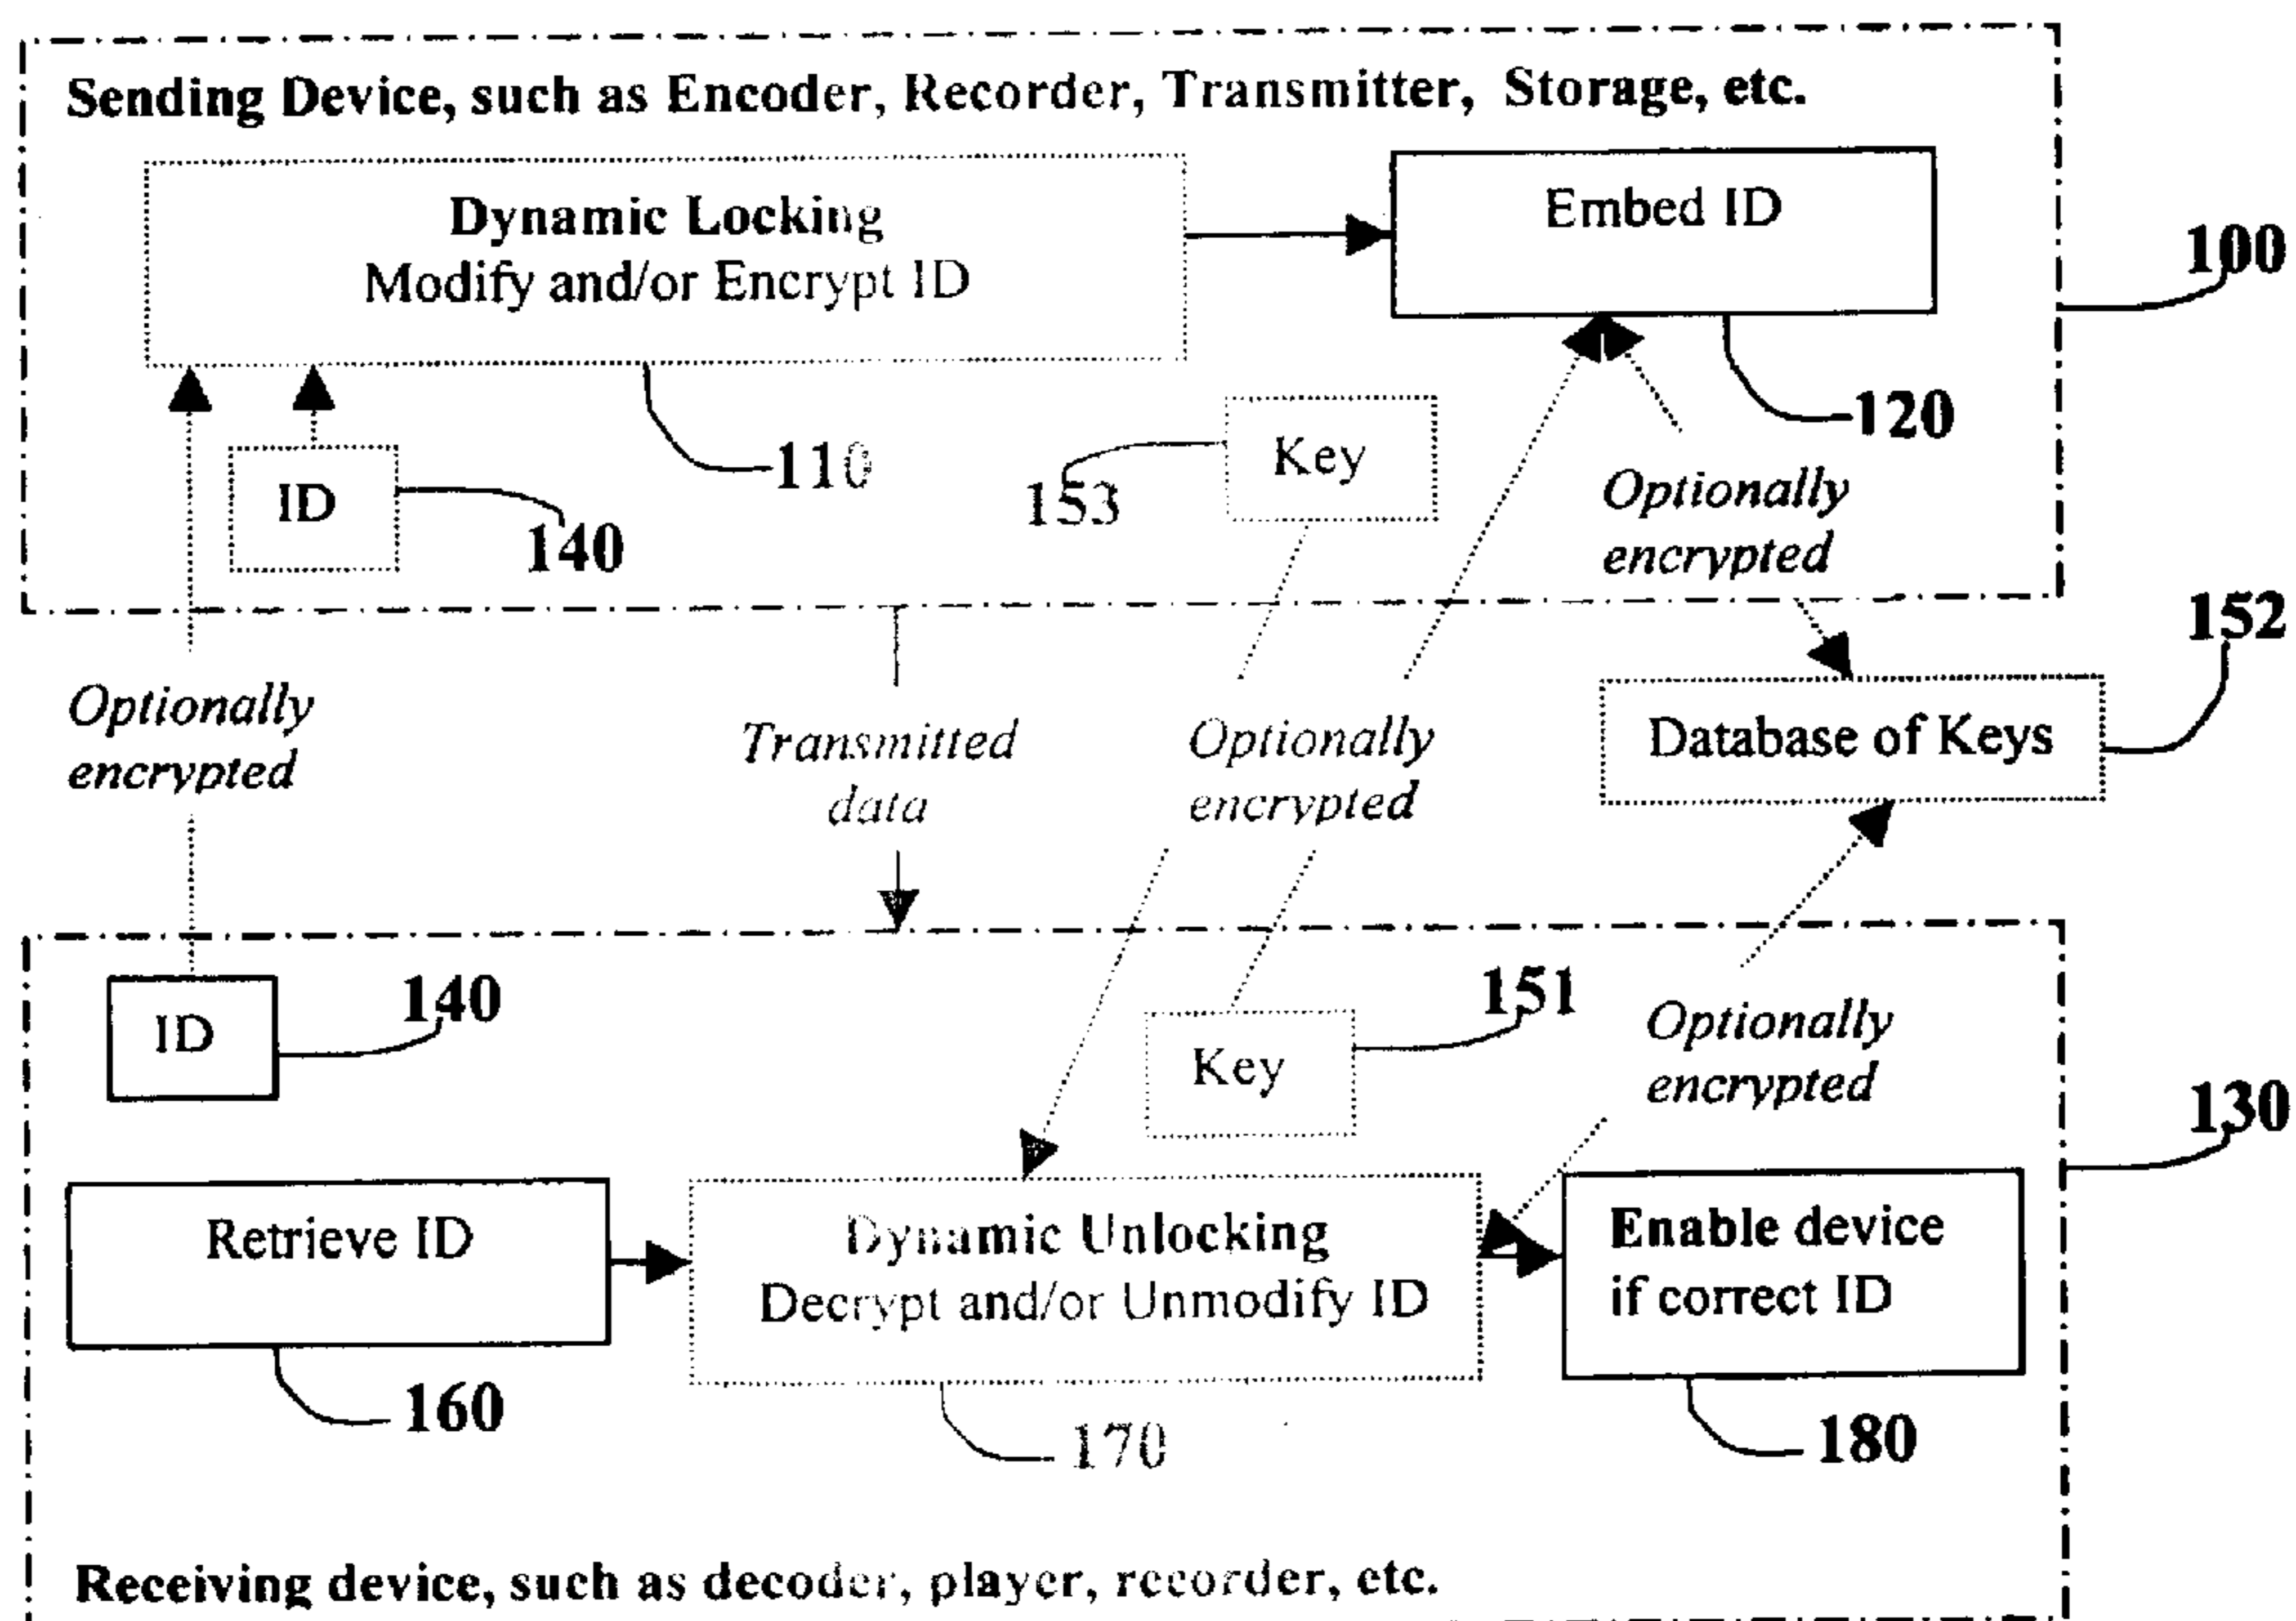 Sending Device, such as Encoder, Recorder, Transmitter, Storage, etc.
Dynamic Locking
Modify and/or Encrypt ID
Embed ID
100
120
110
Key
153
ID
140
Optionally
encrypted
152
Optionally
encrypted
Transmitted
data
Optionally
encrypted
Database of Keys
ID
140
Key
151
Optionally
encrypted
130
Retrieve ID
Dynamic Unlocking
Decrypt and/or Unmodify ID
Enable device
if correct ID
160
170
180
Receiving device, such as decoder, player, recorder, etc.